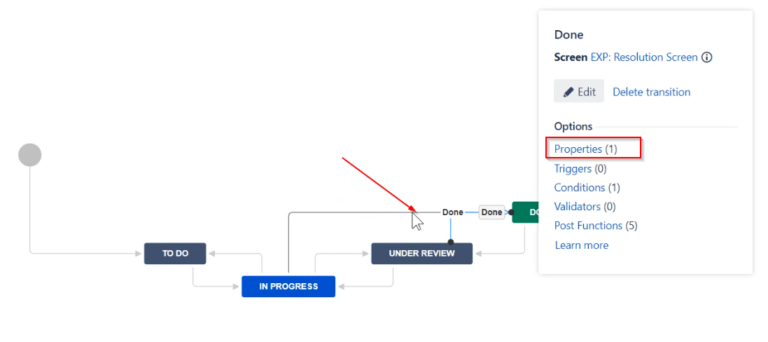 Done
Screen EXP: Resolution Screen
Edit Delete transition
Options
Properties (1)
Triggers (0)
Conditions (1)
Validators (0)
Post Functions (5)
Learn more
Done Done
TO DO
UNDER REVIEW
IN PROGRESS